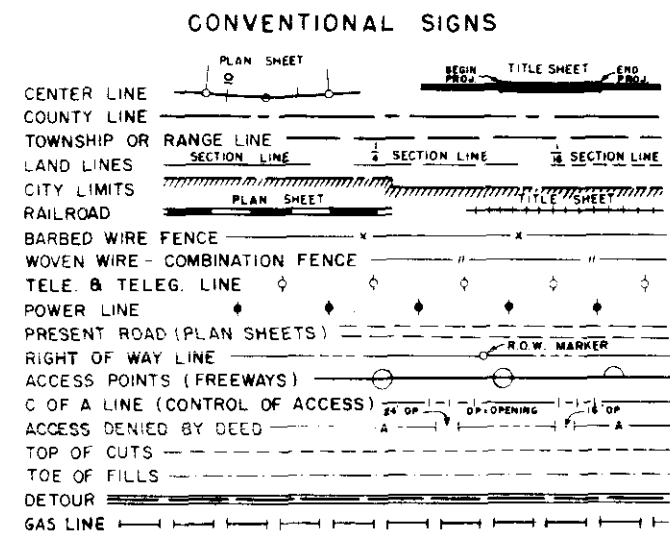 CONVENTIONAL SIGNS
PLAN SHEET
BEGIN PROJ. TITLE SHEET END PROJ.
CENTER LINE
COUNTY LINE
TOWNSHIP OR RANGE LINE
LAND LINES SECTION LINE 1/4 SECTION LINE 1/16 SECTION LINE
CITY LIMITS
RAILROAD PLAN SHEET TITLE SHEET
BARBED WIRE FENCE x x
WOVEN WIRE - COMBINATION FENCE
TELE. & TELEG. LINE
POWER LINE
PRESENT ROAD (PLAN SHEETS)
RIGHT OF WAY LINE R.O.W. MARKER
ACCESS POINTS (FREEWAYS)
C OF A LINE (CONTROL OF ACCESS) 24' OP OP=OPENING 16' OP
ACCESS DENIED BY DEED A A
TOP OF CUTS
TOE OF FILLS
DETOUR
GAS LINE